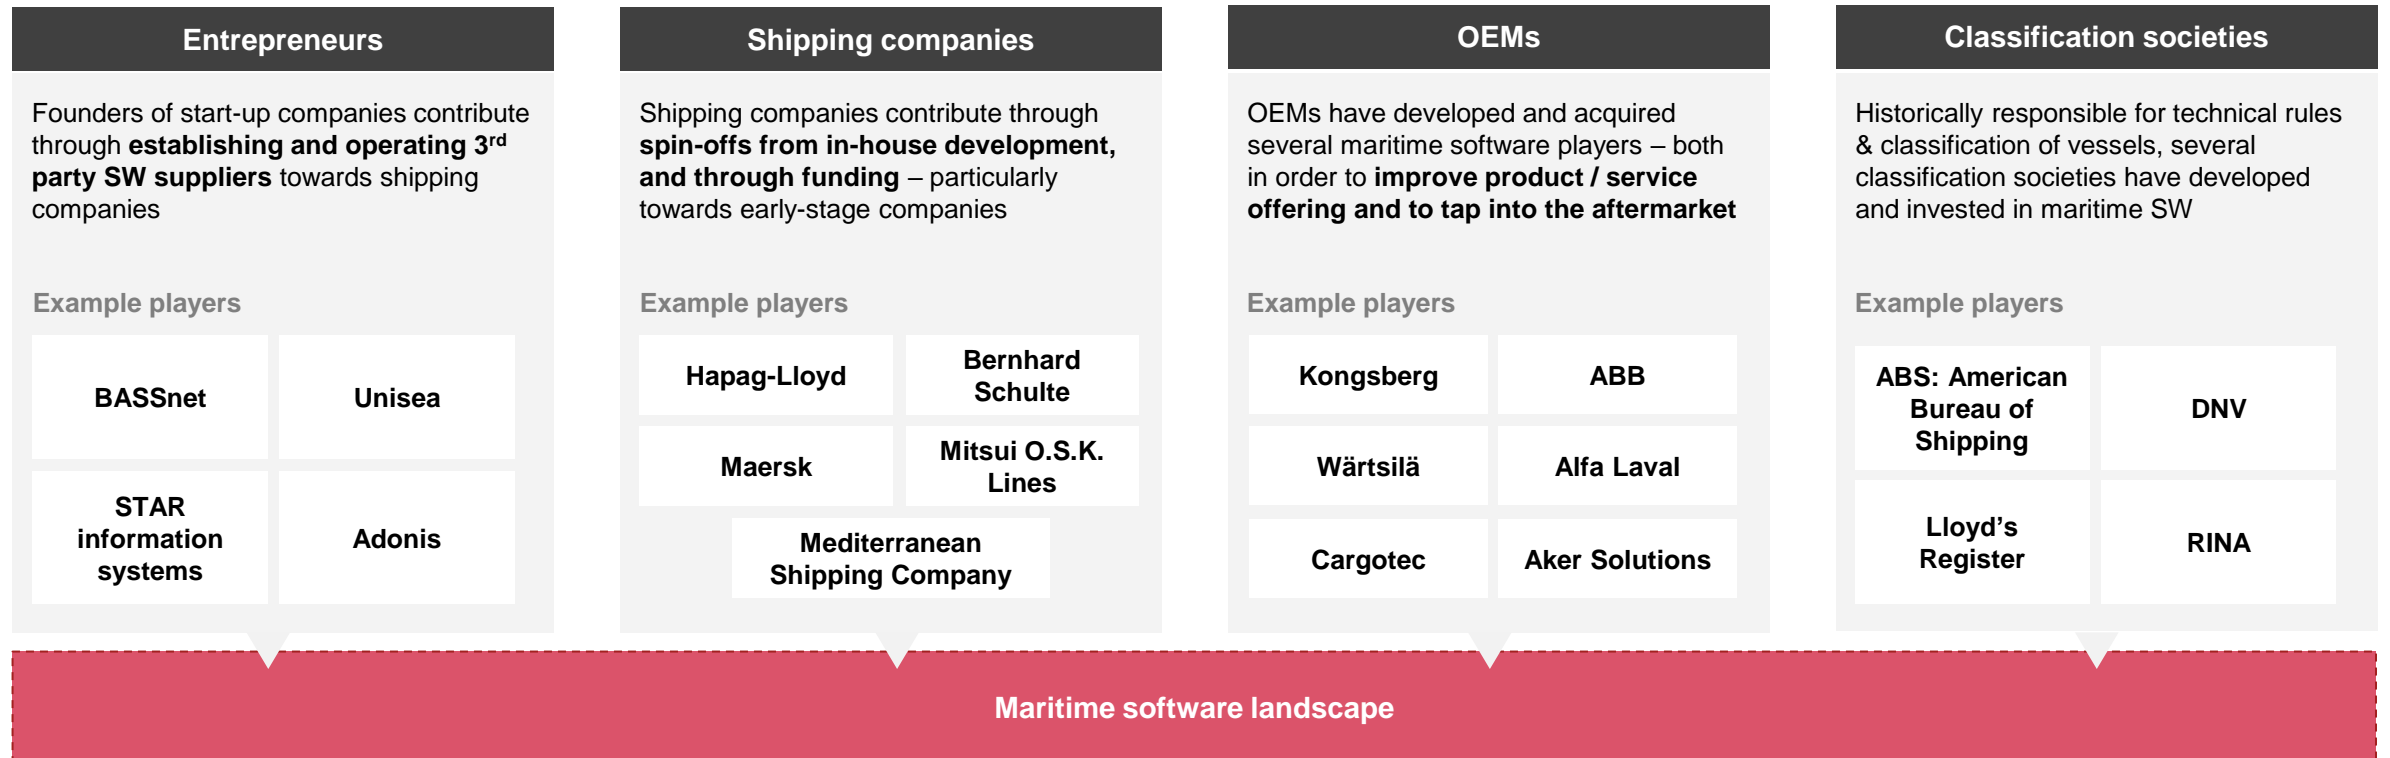 Entrepreneurs
Founders of start-up companies contribute
through establishing and operating 3rd
party SW suppliers towards shipping
companies
Example players
BASSnet
Unisea
STAR
information
systems
Adonis
Shipping companies
Shipping companies contribute through
spin-offs from in-house development,
and through funding – particularly
towards early-stage companies
Example players
Hapag-Lloyd
Bernhard
Schulte
Maersk
Mitsui O.S.K.
Lines
Mediterranean
Shipping Company
OEMs
OEMs have developed and acquired
several maritime software players – both
in order to improve product / service
offering and to tap into the aftermarket
Example players
Kongsberg
ABB
Wärtsilä
Alfa Laval
Cargotec
Aker Solutions
Classification societies
Historically responsible for technical rules
& classification of vessels, several
classification societies have developed
and invested in maritime SW
Example players
ABS: American
Bureau of
Shipping
DNV
Lloyd’s
Register
RINA
Maritime software landscape